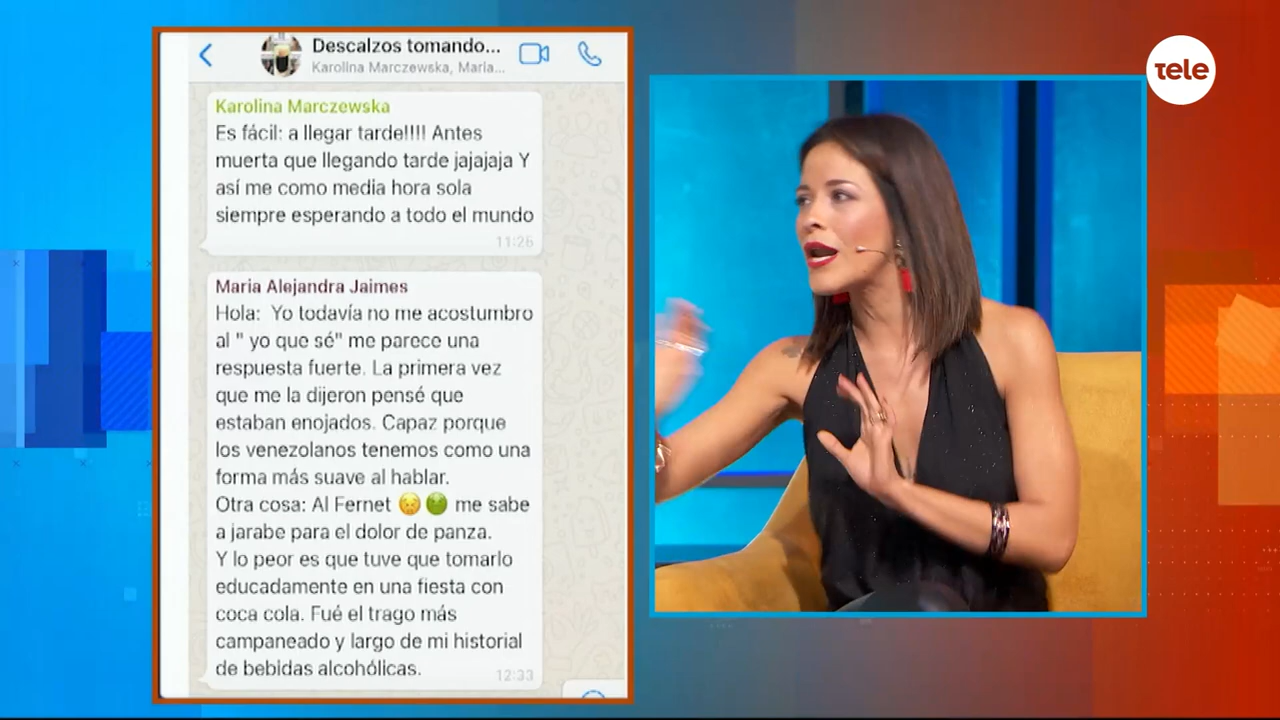 Descalzos tomando...
Karolina Marczewska, Maria...
Karolina Marczewska
Es fácil: a llegar tarde!!!! Antes
muerta que llegando tarde jajajaja Y
así me como media hora sola
siempre esperando a todo el mundo
11:26
Maria Alejandra Jaimes
Hola:  Yo todavía no me acostumbro
al " yo que sé" me parece una
respuesta fuerte. La primera vez
que me la dijeron pensé que
estaban enojados. Capaz porque
los venezolanos tenemos como una
forma más suave al hablar.
Otra cosa: Al Fernet 😥🤢 me sabe
a jarabe para el dolor de panza.
Y lo peor es que tuve que tomarlo
educadamente en una fiesta con
coca cola. Fué el trago más
campaneado y largo de mi historial
de bebidas alcohólicas.
12:33
tele